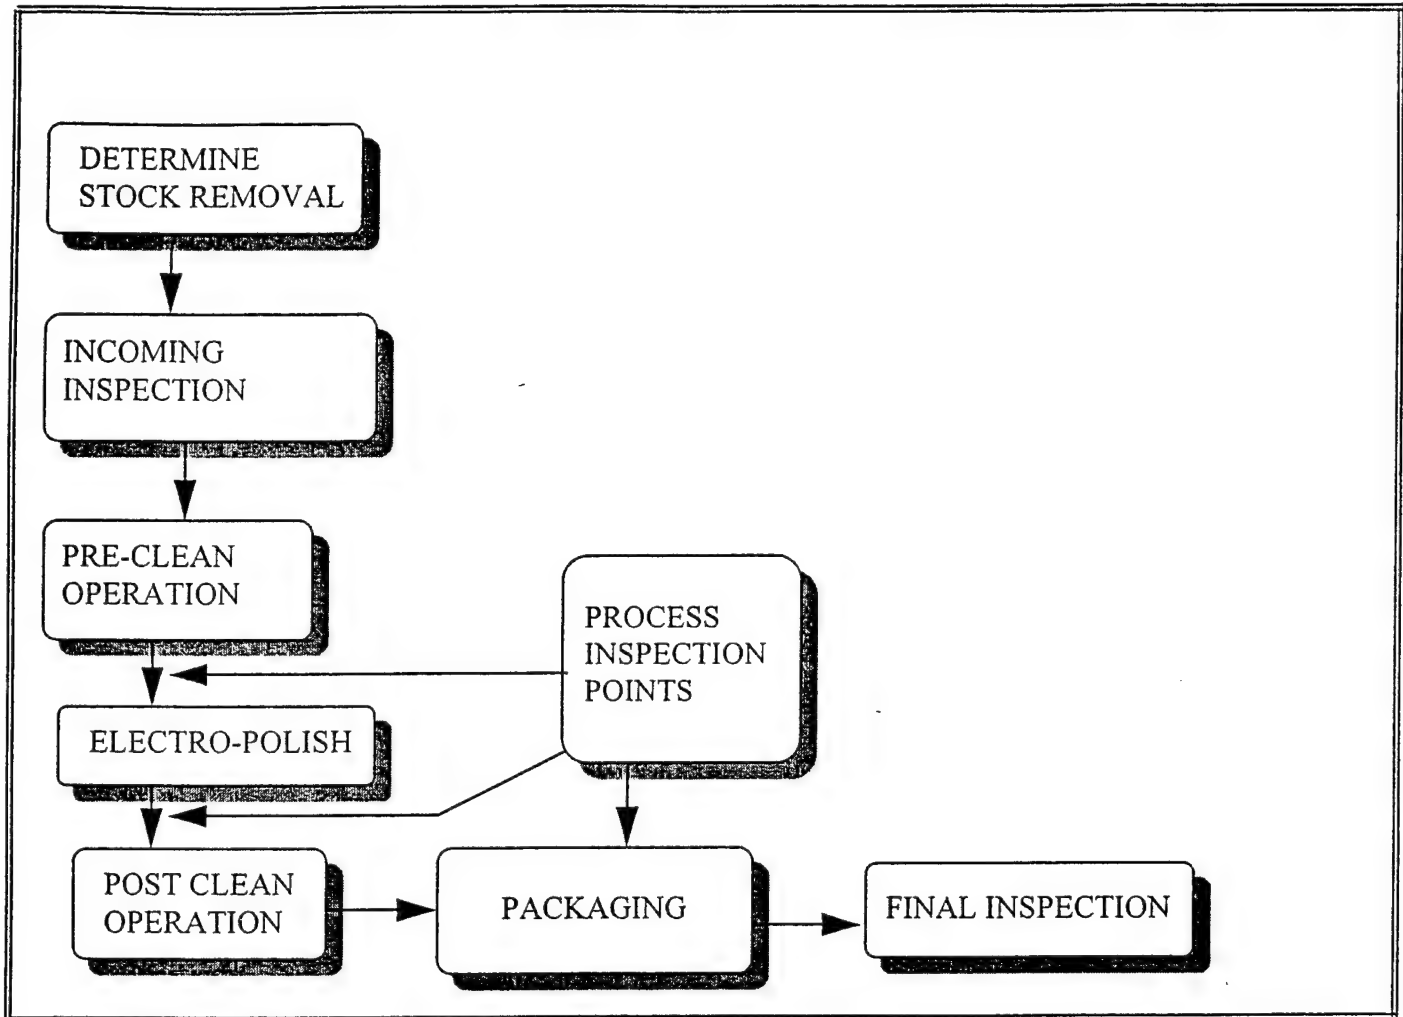 DETERMINE
STOCK REMOVAL
INCOMING
INSPECTION
PRE-CLEAN
OPERATION
PROCESS
INSPECTION
POINTS
ELECTRO-POLISH
POST CLEAN
OPERATION
PACKAGING
FINAL INSPECTION